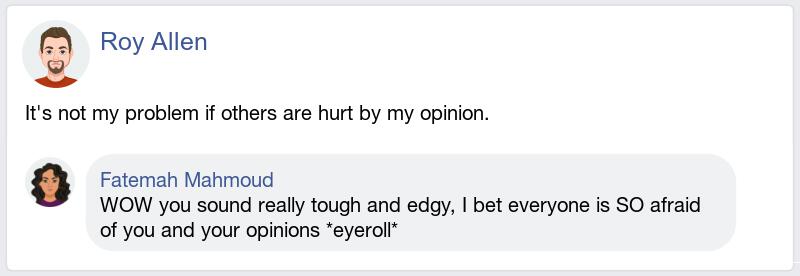 Roy Allen
It's not my problem if others are hurt by my opinion.
Fatemah Mahmoud
WOW you sound really tough and edgy, I bet everyone is SO afraid
of you and your opinions *eyeroll*